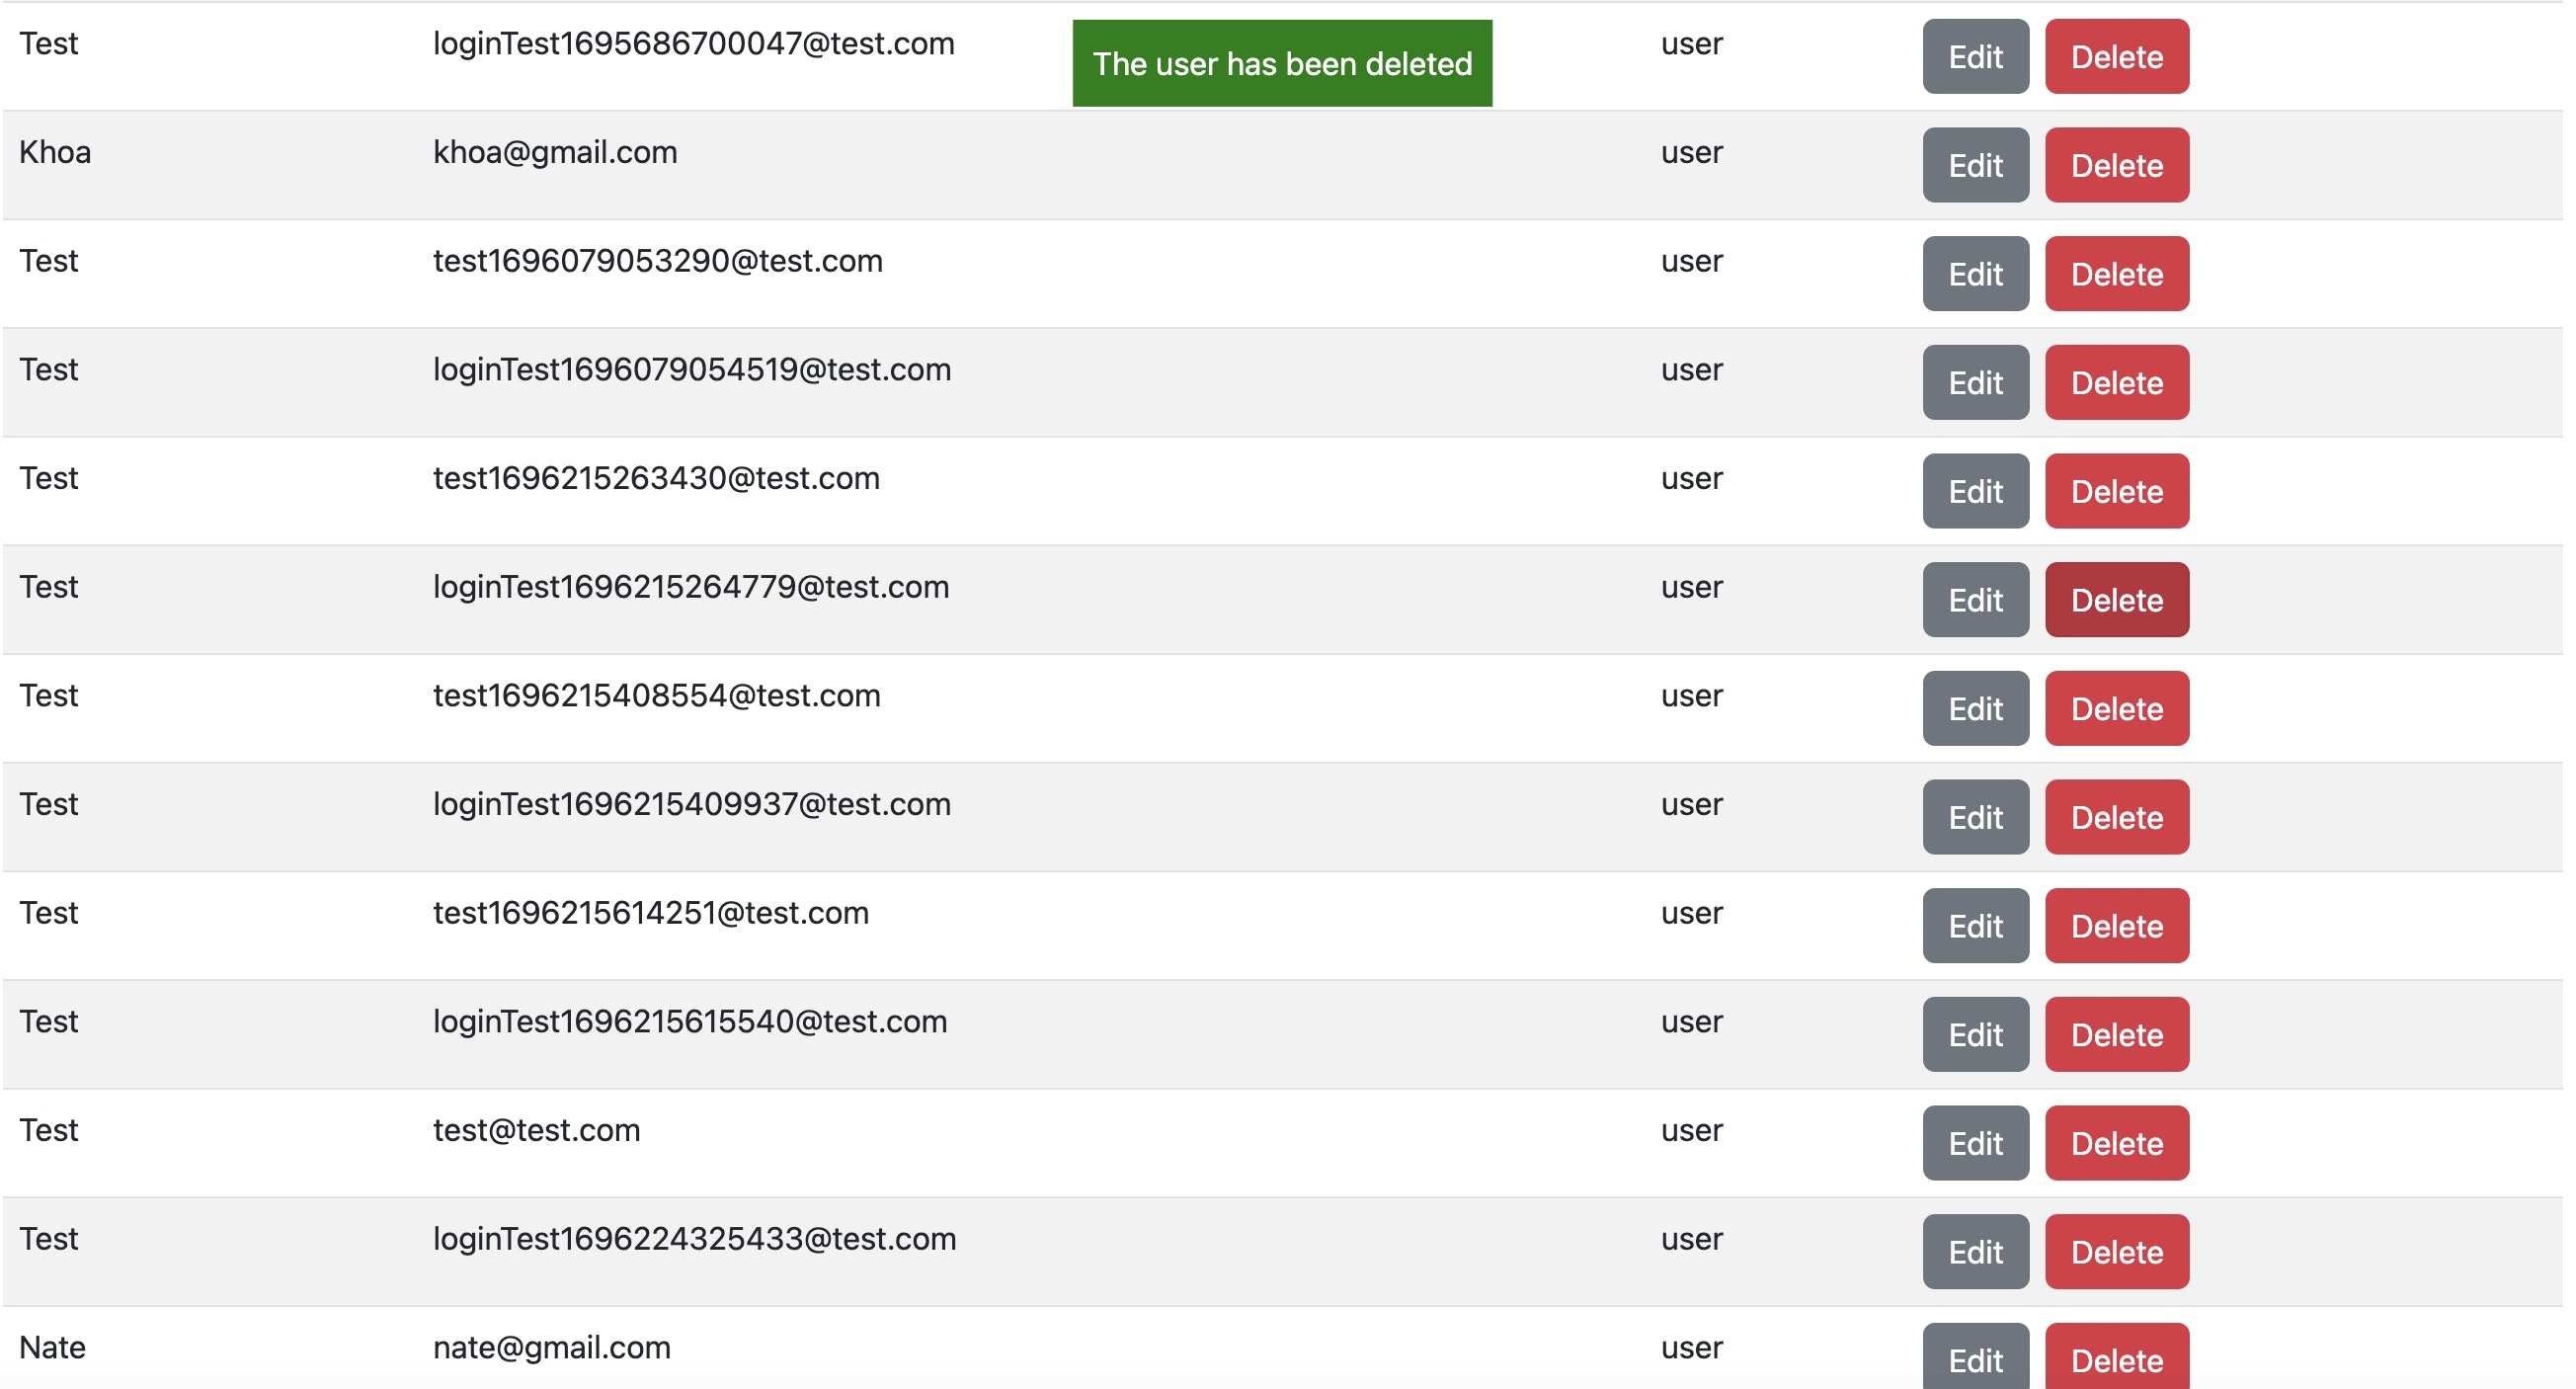 Test loginTest1695686700047@test.com The user has been deleted user Edit Delete
Khoa khoa@gmail.com user Edit Delete
Test test1696079053290@test.com user Edit Delete
Test loginTest1696079054519@test.com user Edit Delete
Test test1696215263430@test.com user Edit Delete
Test loginTest1696215264779@test.com user Edit Delete
Test test1696215408554@test.com user Edit Delete
Test loginTest1696215409937@test.com user Edit Delete
Test test1696215614251@test.com user Edit Delete
Test loginTest1696215615540@test.com user Edit Delete
Test test@test.com user Edit Delete
Test loginTest1696224325433@test.com user Edit Delete
Nate nate@gmail.com user Edit Delete